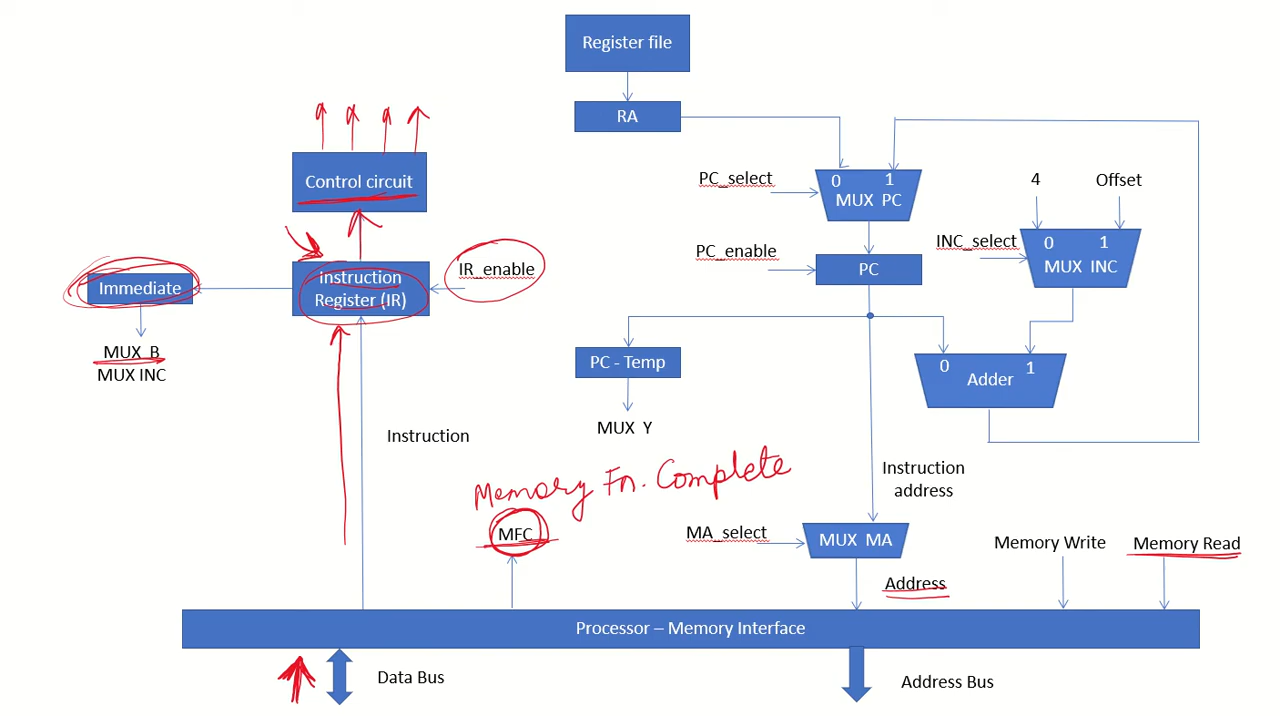 Register file
RA
Control circuit
PC_select
0 1
MUX PC
4
Offset
Immediate
Instruction
Register (IR)
IR_enable
PC_enable
PC
INC_select
0 1
MUX INC
MUX B
MUX INC
PC - Temp
0 1
Adder
MUX Y
Instruction
Memory Fn. Complete
MFC
Instruction
address
MA_select
MUX MA
Memory Write
Memory Read
Address
Processor – Memory Interface
Data Bus
Address Bus